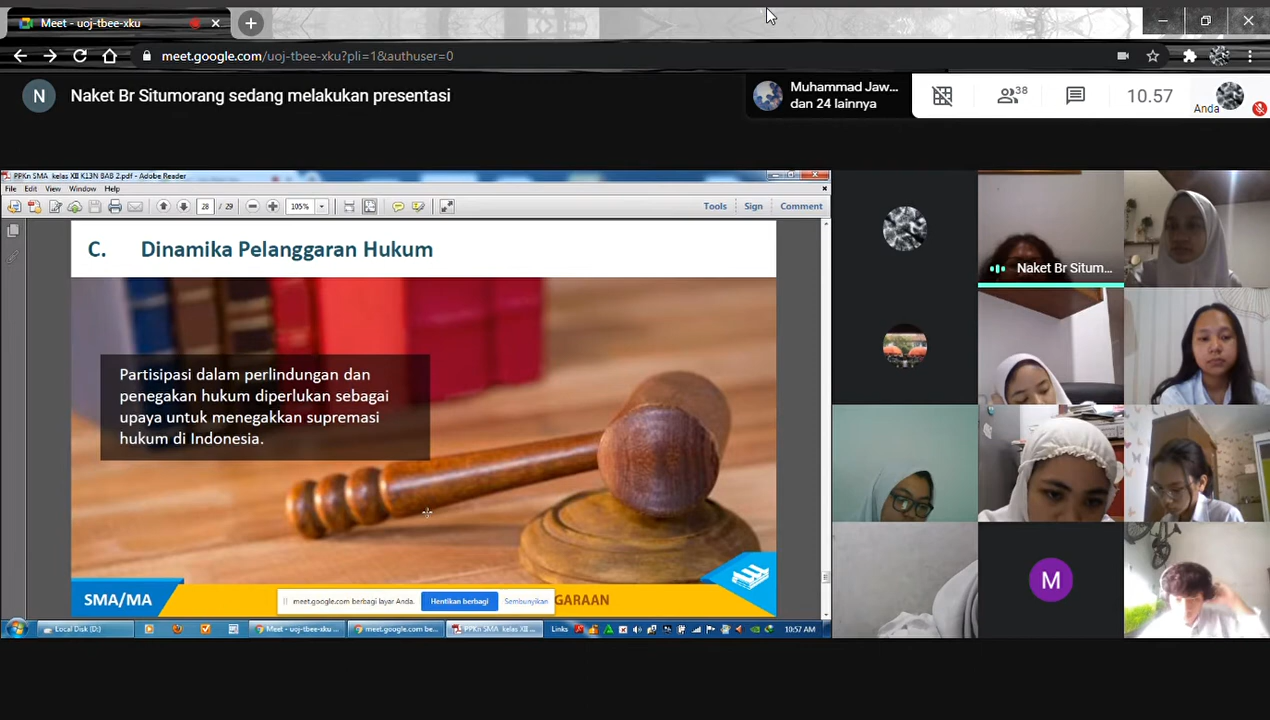 Meet - uoj-tbee-xku
meet.google.com/uoj-tbee-xku?pli=1&authuser=0
N
Naket Br Situmorang sedang melakukan presentasi
Muhammad Jaw...
dan 24 lainnya
38
10.57
Anda
PPKn SMA kelas XII K13N BAB 2.pdf - Adobe Reader
File Edit View Window Help
28 / 29
105%
Tools Sign Comment
C. Dinamika Pelanggaran Hukum
Partisipasi dalam perlindungan dan
penegakan hukum diperlukan sebagai
upaya untuk menegakkan supremasi
hukum di Indonesia.
SMA/MA
meet.google.com berbagi layar Anda.
Hentikan berbagi
Sembunyikan
GARAAN
Local Disk (D:)
Meet - uoj-tbee-xku ...
meet.google.com be...
PPKn SMA kelas XII ...
Links
10:57 AM
Naket Br Situm...
M